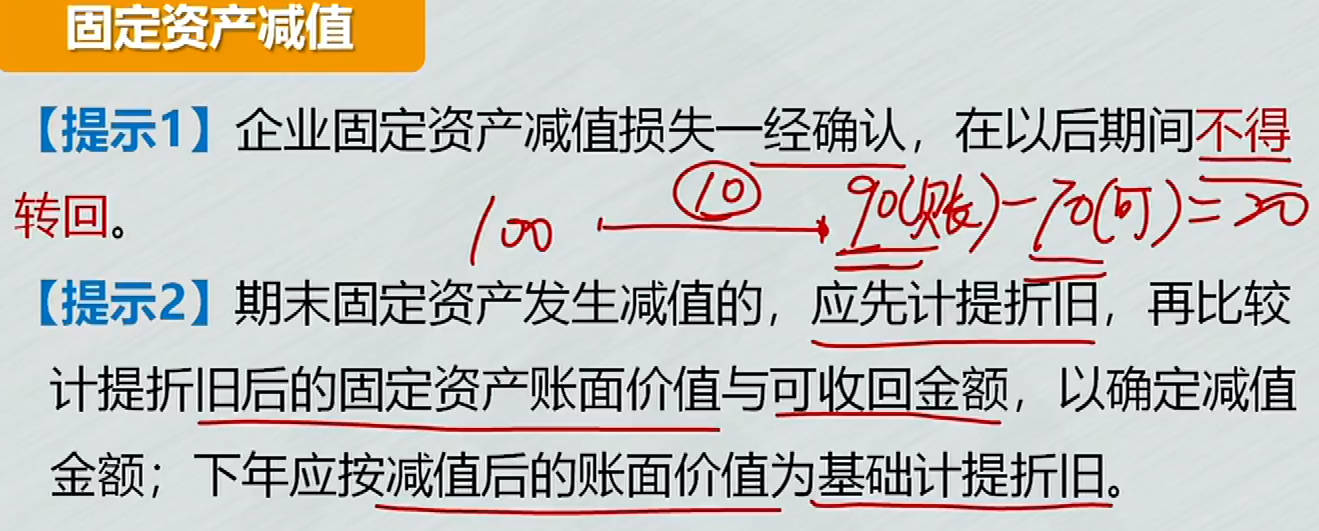 固定资产减值
【提示1】企业固定资产减值损失一经确认，在以后期间不得
转回。
100 10 90(账)-70(可)=20
【提示2】期末固定资产发生减值的，应先计提折旧，再比较
计提折旧后的固定资产账面价值与可收回金额，以确定减值
金额；下年应按减值后的账面价值为基础计提折旧。